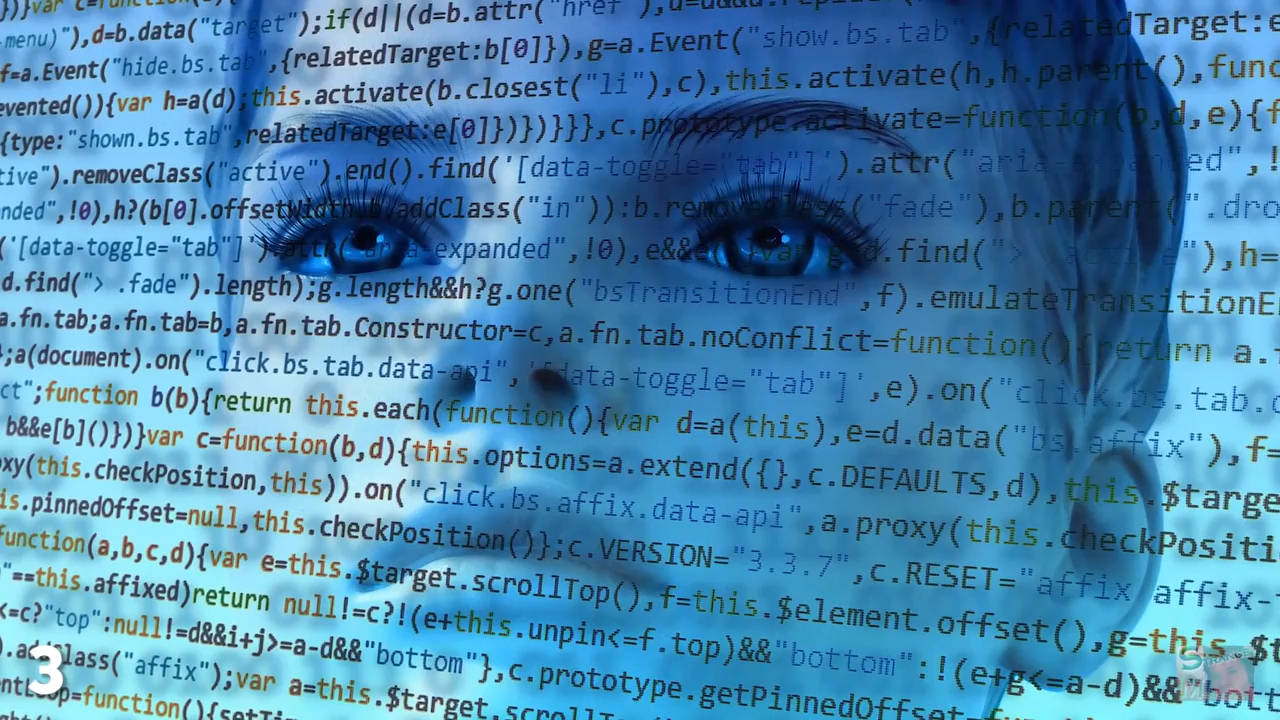 )}var c=function(
menu)"),d=b.data("target");if(d||(d=b.attr("href"),d=d&&d
f=a.Event("hide.bs.tab",{relatedTarget:b[0]}),g=a.Event("show.bs.tab",{relatedTarget:e
evented()){var h=a(d);this.activate(b.closest("li"),c),this.activate(h,h.parent(),func
{type:"shown.bs.tab",relatedTarget:e[0]})})}}},c.prototype.activate=function(b,d,e){f
tive").removeClass("active").end().find('[data-toggle="tab"]').attr("aria-expanded",!
nded",!0),h?(b[0].offsetWidth,b.addClass("in")):b.removeClass("fade"),b.parent(".dro
('[data-toggle="tab"]').attr("aria-expanded",!0),e&&e()}var g=d.find("> .active"),h=
d.find("> .fade").length);g.length&&h?g.one("bsTransitionEnd",f).emulateTransitionE
a.fn.tab;a.fn.tab=b,a.fn.tab.Constructor=c,a.fn.tab.noConflict=function(){return a.
};a(document).on("click.bs.tab.data-api",'[data-toggle="tab"]',e).on("click.bs.tab.
ct";function b(b){return this.each(function(){var d=a(this),e=d.data("bs.affix"),f=
b&&e[b]()})}var c=function(b,d){this.options=a.extend({},c.DEFAULTS,d),this.$targe
oxy(this.checkPosition,this)).on("click.bs.affix.data-api",a.proxy(this.checkPositi
is.pinnedOffset=null,this.checkPosition()};c.VERSION="3.3.7",c.RESET="affix affix-
function(a,b,c,d){var e=this.$target.scrollTop(),f=this.$element.offset(),g=this.$t
"==this.affixed)return null!=c?!(e+this.unpin<=f.top)&&"bottom":!(e+g<=a-d)&&"bott
<=c?"top":null!=d&&i+j>=a-d&&"bottom"},c.prototype.getPinnedOffset=function
.addClass("affix");var a=this.$target.scrollTop
function(){setTim
3